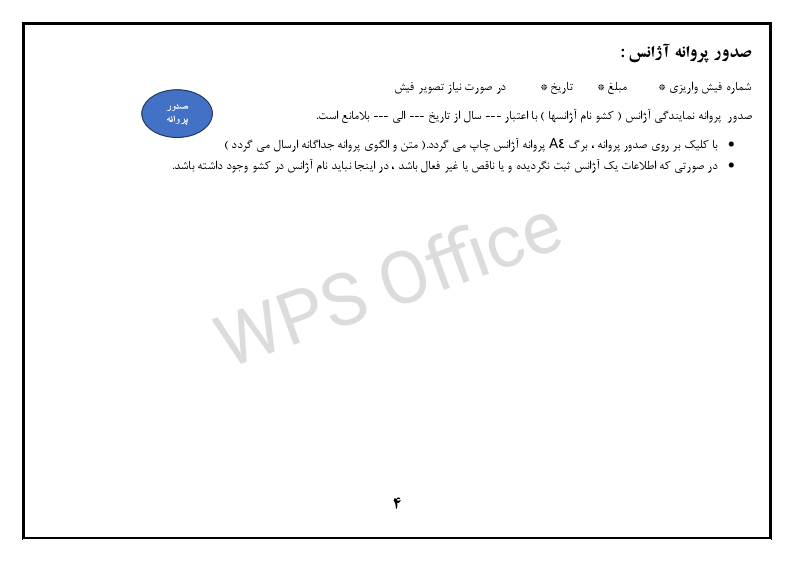 صدور پروانه آژانس :
شماره فیش واریزی * مبلغ * تاریخ * در صورت نیاز تصویر فیش
صدور
پروانه
صدور پروانه نمایندگی آژانس ( کشو نام آژانسها ) با اعتبار --- سال از تاریخ --- الی --- بلامانع است.
• با کلیک بر روی صدور پروانه ، برگ A٤ پروانه آژانس چاپ می گردد.( متن و الگوی پروانه جداگانه ارسال می گردد )
• در صورتی که اطلاعات یک آژانس ثبت نگردیده و یا ناقص یا غیر فعال باشد ، در اینجا نباید نام آژانس در کشو وجود داشته باشد.
WPS Office
۴